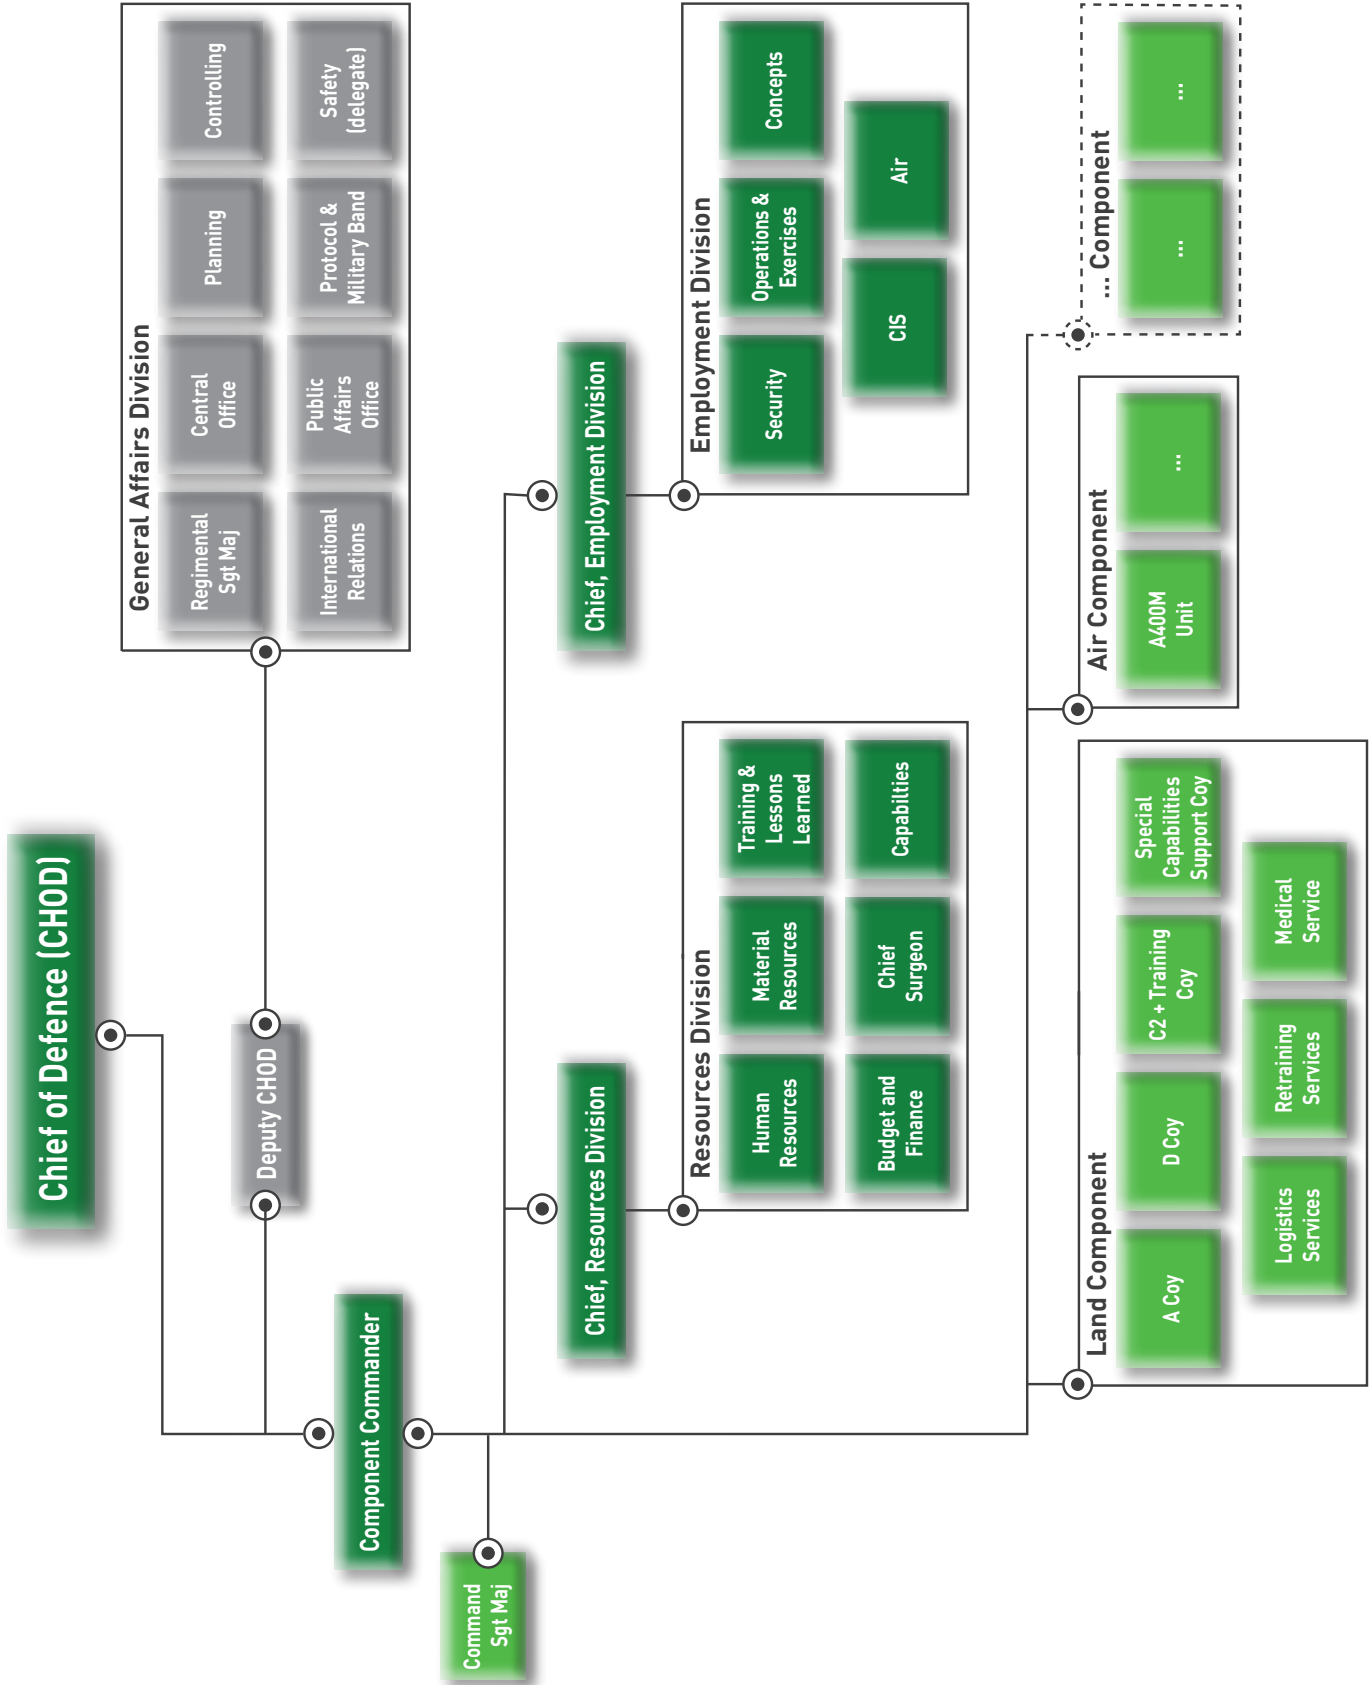 Chief of Defence (CHOD)
Deputy CHOD
General Affairs Division
Regimental
Sgt Maj
Central
Office
Planning
Controlling
International
Relations
Public
Affairs
Office
Protocol &
Military Band
Safety
(delegate)
Component Commander
Command
Sgt Maj
Chief, Resources Division
Chief, Employment Division
Resources Division
Human
Resources
Material
Resources
Training &
Lessons
Learned
Budget and
Finance
Chief
Surgeon
Capabilties
Employment Division
Security
Operations &
Exercises
Concepts
CIS
Air
Land Component
A Coy
D Coy
C2 + Training
Coy
Special
Capabilities
Support Coy
Logistics
Services
Retraining
Services
Medical
Service
Air Component
A400M
Unit
...
... Component
...
...